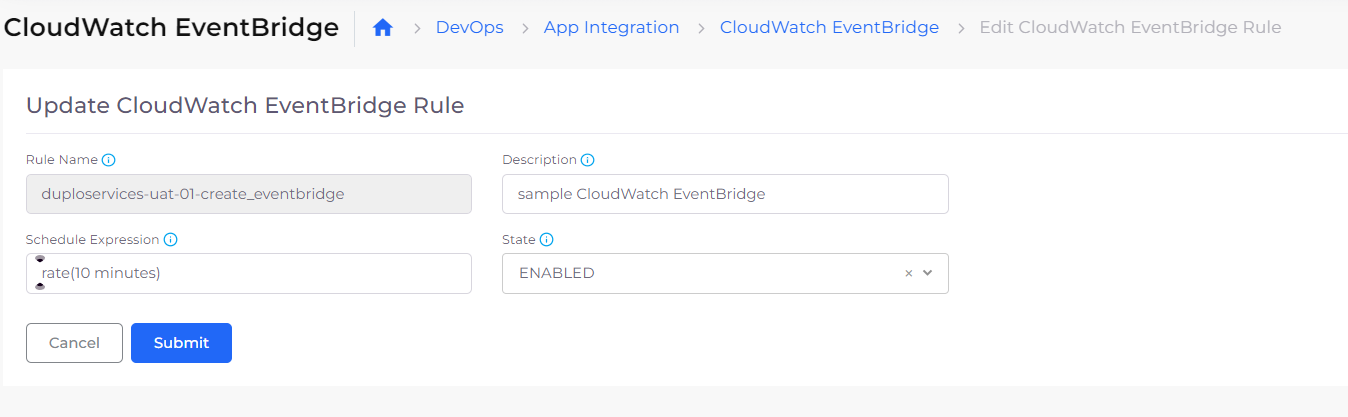 CloudWatch EventBridge DevOps App Integration CloudWatch EventBridge Edit CloudWatch EventBridge Rule
Update CloudWatch EventBridge Rule
Rule Name Description
duploservices-uat-01-create_eventbridge sample CloudWatch EventBridge
Schedule Expression State
rate(10 minutes) ENABLED
Cancel Submit